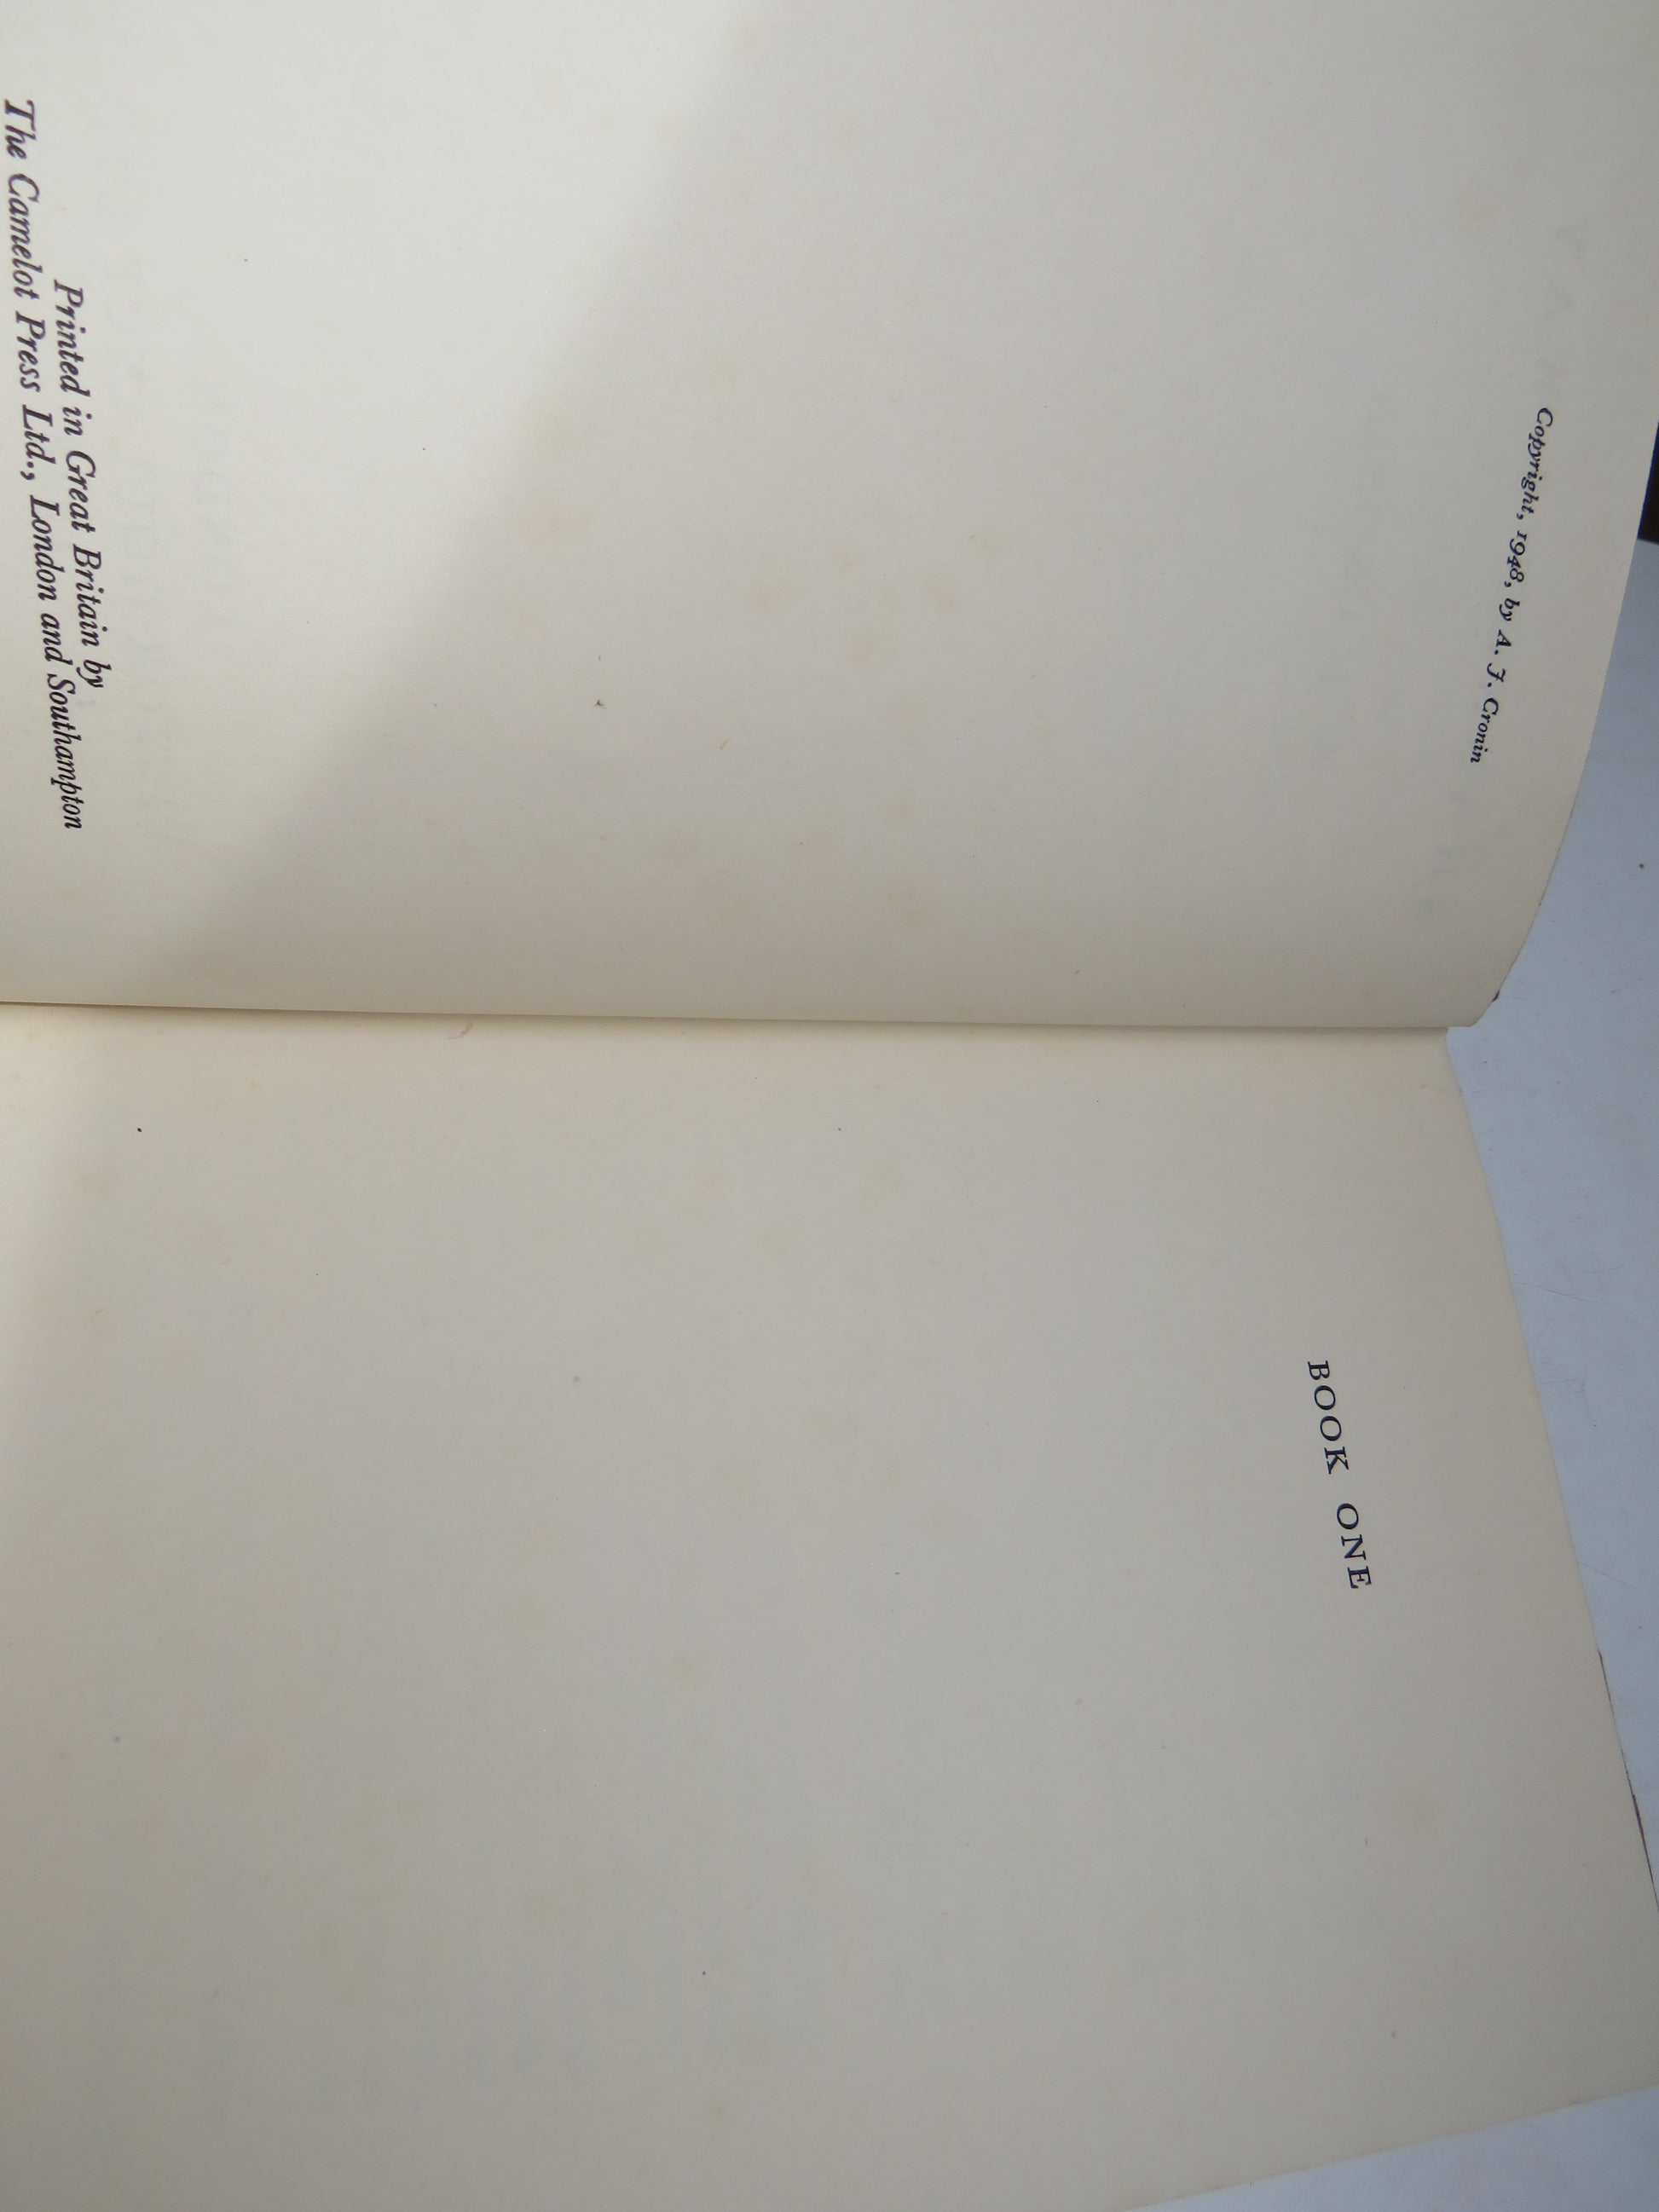 Copyright, 1948, by A. J. Cronin
Printed in Great Britain by
The Camelot Press Ltd., London and Southampton
BOOK ONE